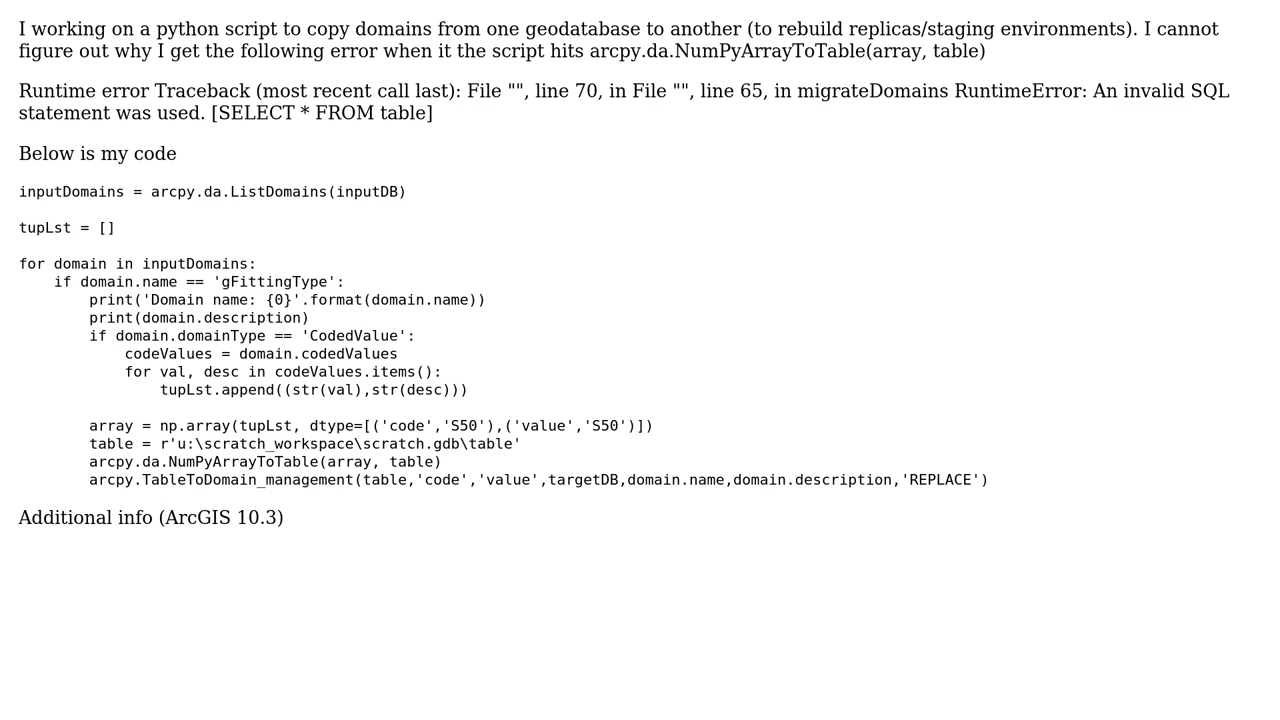 I working on a python script to copy domains from one geodatabase to another (to rebuild replicas/staging environments). I cannot
figure out why I get the following error when it the script hits arcpy.da.NumPyArrayToTable(array, table)
Runtime error Traceback (most recent call last): File "", line 70, in File "", line 65, in migrateDomains RuntimeError: An invalid SQL
statement was used. [SELECT * FROM table]
Below is my code
inputDomains = arcpy.da.ListDomains(inputDB)
tupLst = []
for domain in inputDomains:
    if domain.name == 'gFittingType':
        print('Domain name: {0}'.format(domain.name))
        print(domain.description)
        if domain.domainType == 'CodedValue':
            codeValues = domain.codedValues
            for val, desc in codeValues.items():
                tupLst.append((str(val),str(desc)))
        array = np.array(tupLst, dtype=[('code','S50'),('value','S50')])
        table = r'u:\scratch_workspace\scratch.gdb\table'
        arcpy.da.NumPyArrayToTable(array, table)
        arcpy.TableToDomain_management(table,'code','value',targetDB,domain.name,domain.description,'REPLACE')
Additional info (ArcGIS 10.3)